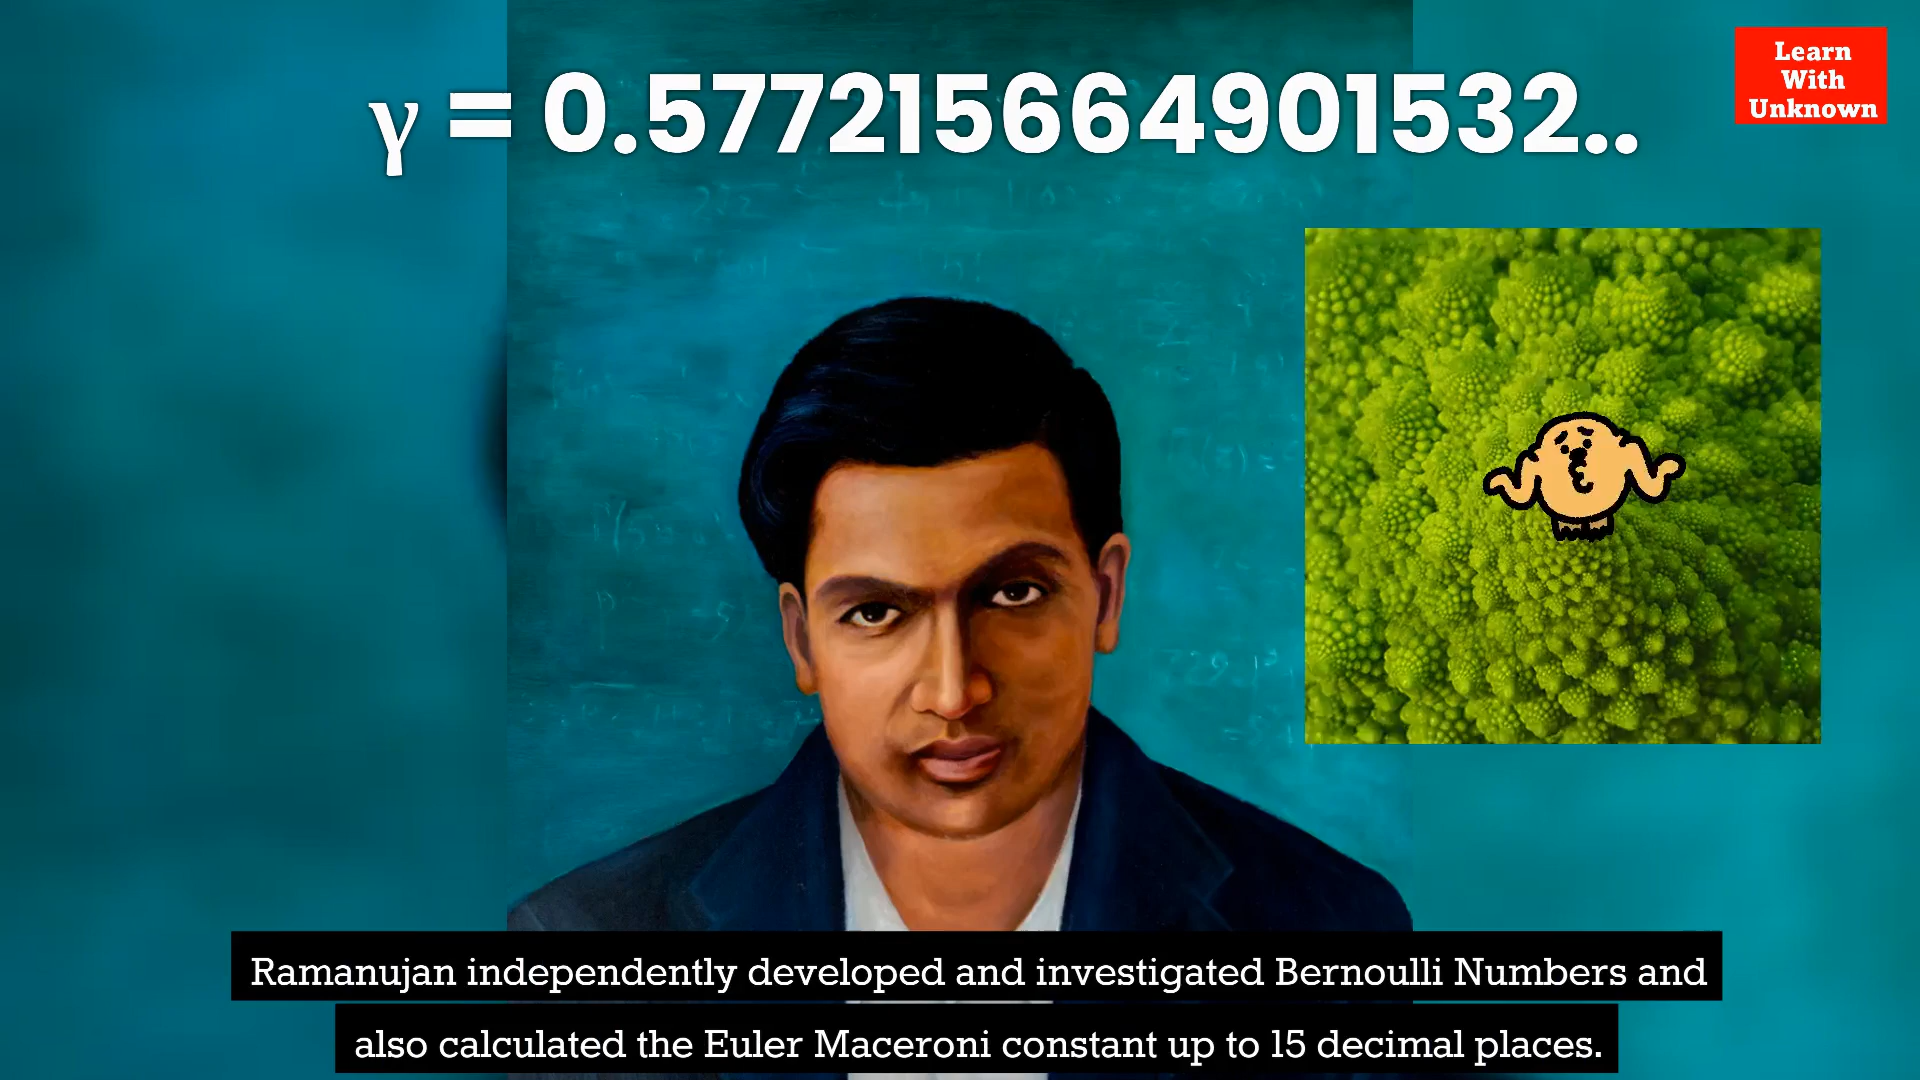 γ = 0.577215664901532..
Learn
With
Unknown
Ramanujan independently developed and investigated Bernoulli Numbers and
also calculated the Euler Maceroni constant up to 15 decimal places.